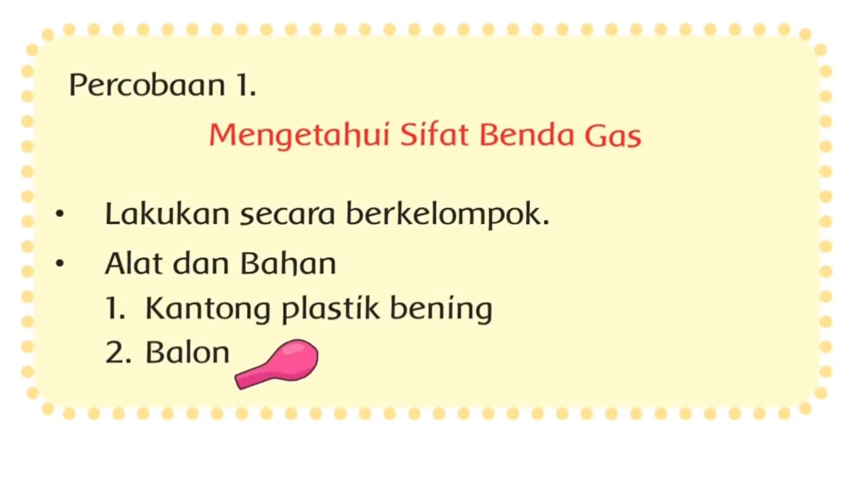 Percobaan 1.
Mengetahui Sifat Benda Gas
• Lakukan secara berkelompok.
• Alat dan Bahan
1. Kantong plastik bening
2. Balon